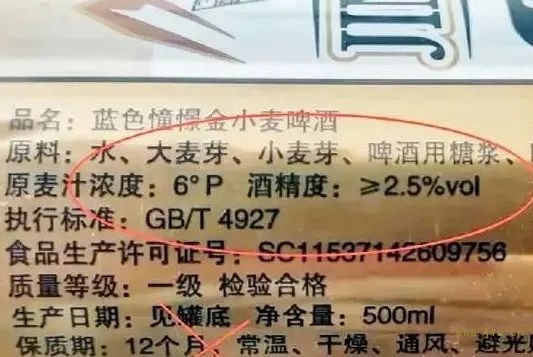 品名：蓝色憧憬金小麦啤酒
原料：水、大麦芽、小麦芽、啤酒用糖浆、
原麦汁浓度：6°P 酒精度：≥2.5%vol
执行标准：GB/T 4927
食品生产许可证号：SC11537142609756
质量等级：一级 检验合格
生产日期：见罐底 净含量：500ml
保质期：12个月、常温、干燥、通风、避光